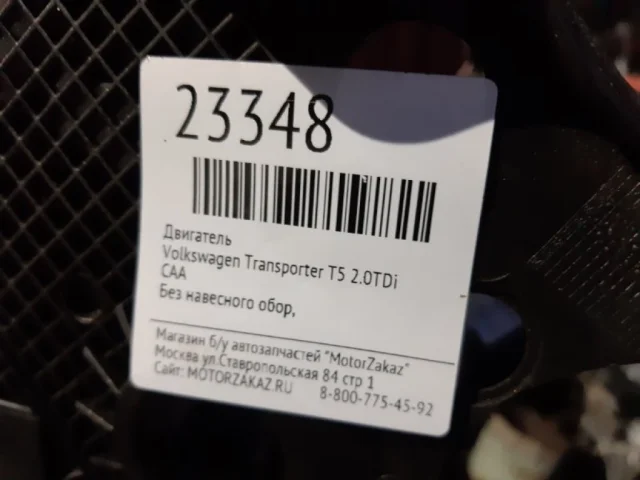 23348
Двигатель
Volkswagen Transporter T5 2.0TDi
CAA
Без навесного обор,
Магазин б/у автозапчастей "MotorZakaz"
Москва ул.Ставропольская 84 стр 1
Сайт: MOTORZAKAZ.RU 8-800-775-45-92